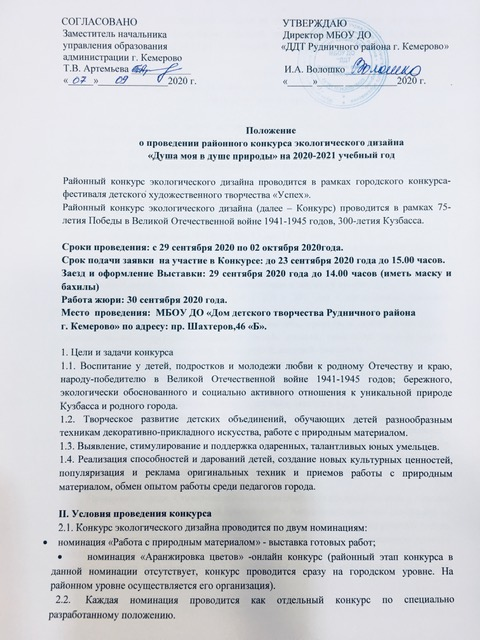 СОГЛАСОВАНО
Заместитель начальника
управления образования
администрации г. Кемерово
Т.В. Артемьева
« 07 » 09 2020 г.
УТВЕРЖДАЮ
Директор МБОУ ДО
«ДДТ Рудничного района г. Кемерово»
И.А. Волошко Волошко
«_____»______________2020 г.
Положение
о проведении районного конкурса экологического дизайна
«Душа моя в душе природы» на 2020-2021 учебный год
Районный конкурс экологического дизайна проводится в рамках городского конкурса-
фестиваля детского художественного творчества «Успех».
Районный конкурс экологического дизайна (далее – Конкурс) проводится в рамках 75-
летия Победы в Великой Отечественной войне 1941-1945 годов, 300-летия Кузбасса.
Сроки проведения: с 29 сентября 2020 по 02 октября 2020года.
Срок подачи заявки на участие в Конкурсе: до 23 сентября 2020 года до 15.00 часов.
Заезд и оформление Выставки: 29 сентября 2020 года до 14.00 часов (иметь маску и
бахилы)
Работа жюри: 30 сентября 2020 года.
Место проведения: МБОУ ДО «Дом детского творчества Рудничного района
г. Кемерово» по адресу: пр. Шахтеров,46 «Б».
1. Цели и задачи конкурса
1.1. Воспитание у детей, подростков и молодежи любви к родному Отечеству и краю,
народу-победителю в Великой Отечественной войне 1941-1945 годов; бережного,
экологически обоснованного и социально активного отношения к уникальной природе
Кузбасса и родного города.
1.2. Творческое развитие детских объединений, обучающих детей разнообразным
техникам декоративно-прикладного искусства, работе с природным материалом.
1.3. Выявление, стимулирование и поддержка одаренных, талантливых юных умельцев.
1.4. Реализация способностей и дарований детей, создание новых культурных ценностей,
популяризация и реклама оригинальных техник и приемов работы с природным
материалом, обмен опытом работы среди педагогов города.
II. Условия проведения конкурса
2.1. Конкурс экологического дизайна проводится по двум номинациям:
• номинация «Работа с природным материалом» - выставка готовых работ;
• номинация «Аранжировка цветов» -онлайн конкурс (районный этап конкурса в
данной номинации отсутствует, конкурс проводится сразу на городском уровне. На
районном уровне осуществляется его организация).
2.2. Каждая номинация проводится как отдельный конкурс по специально
разработанному положению.